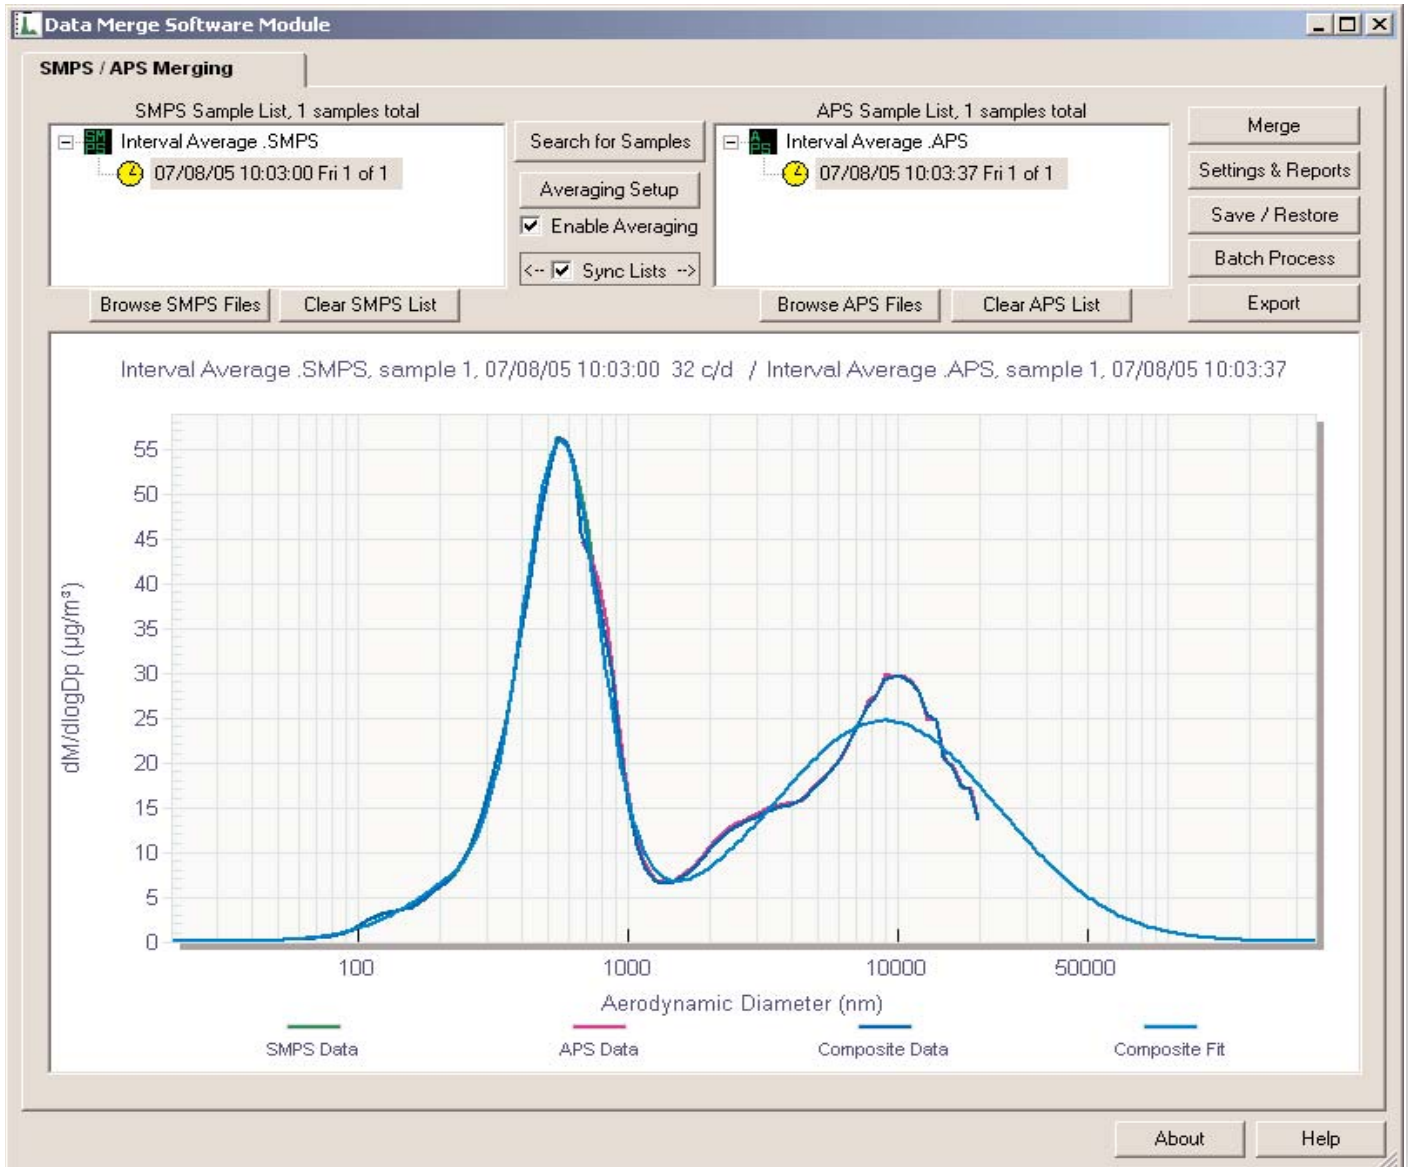 Data Merge Software Module
SMPS / APS Merging
SMPS Sample List, 1 samples total
Interval Average .SMPS
07/08/05 10:03:00 Fri 1 of 1
Browse SMPS Files
Clear SMPS List
Search for Samples
Averaging Setup
Enable Averaging
<-- Sync Lists -->
APS Sample List, 1 samples total
Interval Average .APS
07/08/05 10:03:37 Fri 1 of 1
Browse APS Files
Clear APS List
Merge
Settings & Reports
Save / Restore
Batch Process
Export
Interval Average .SMPS, sample 1, 07/08/05 10:03:00 32 c/d / Interval Average .APS, sample 1, 07/08/05 10:03:37
dM/dlogDp (µg/m³)
55
50
45
40
35
30
25
20
15
10
5
0
100 1000 10000 50000
Aerodynamic Diameter (nm)
SMPS Data APS Data Composite Data Composite Fit
About Help